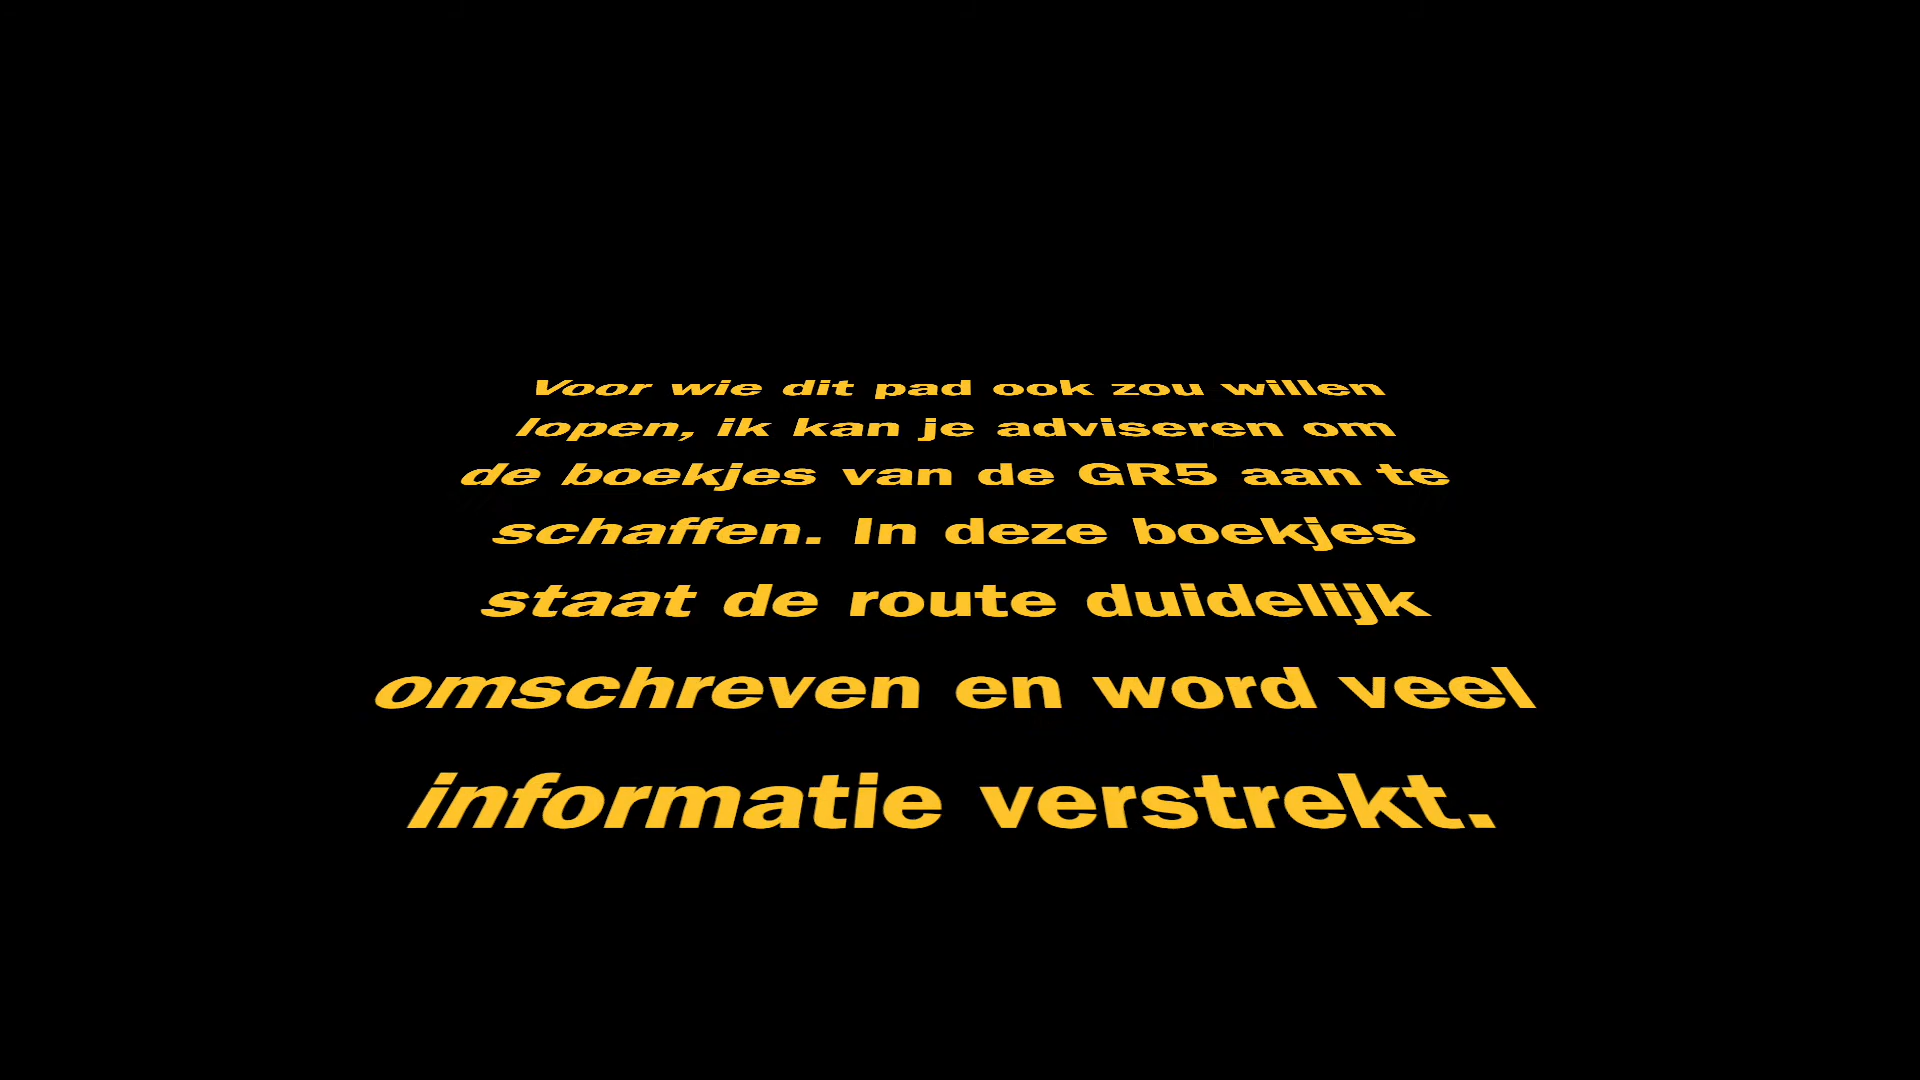 Voor wie dit pad ook zou willen
lopen, ik kan je adviseren om
de boekjes van de GR5 aan te
schaffen. In deze boekjes
staat de route duidelijk
omschreven en word veel
informatie verstrekt.